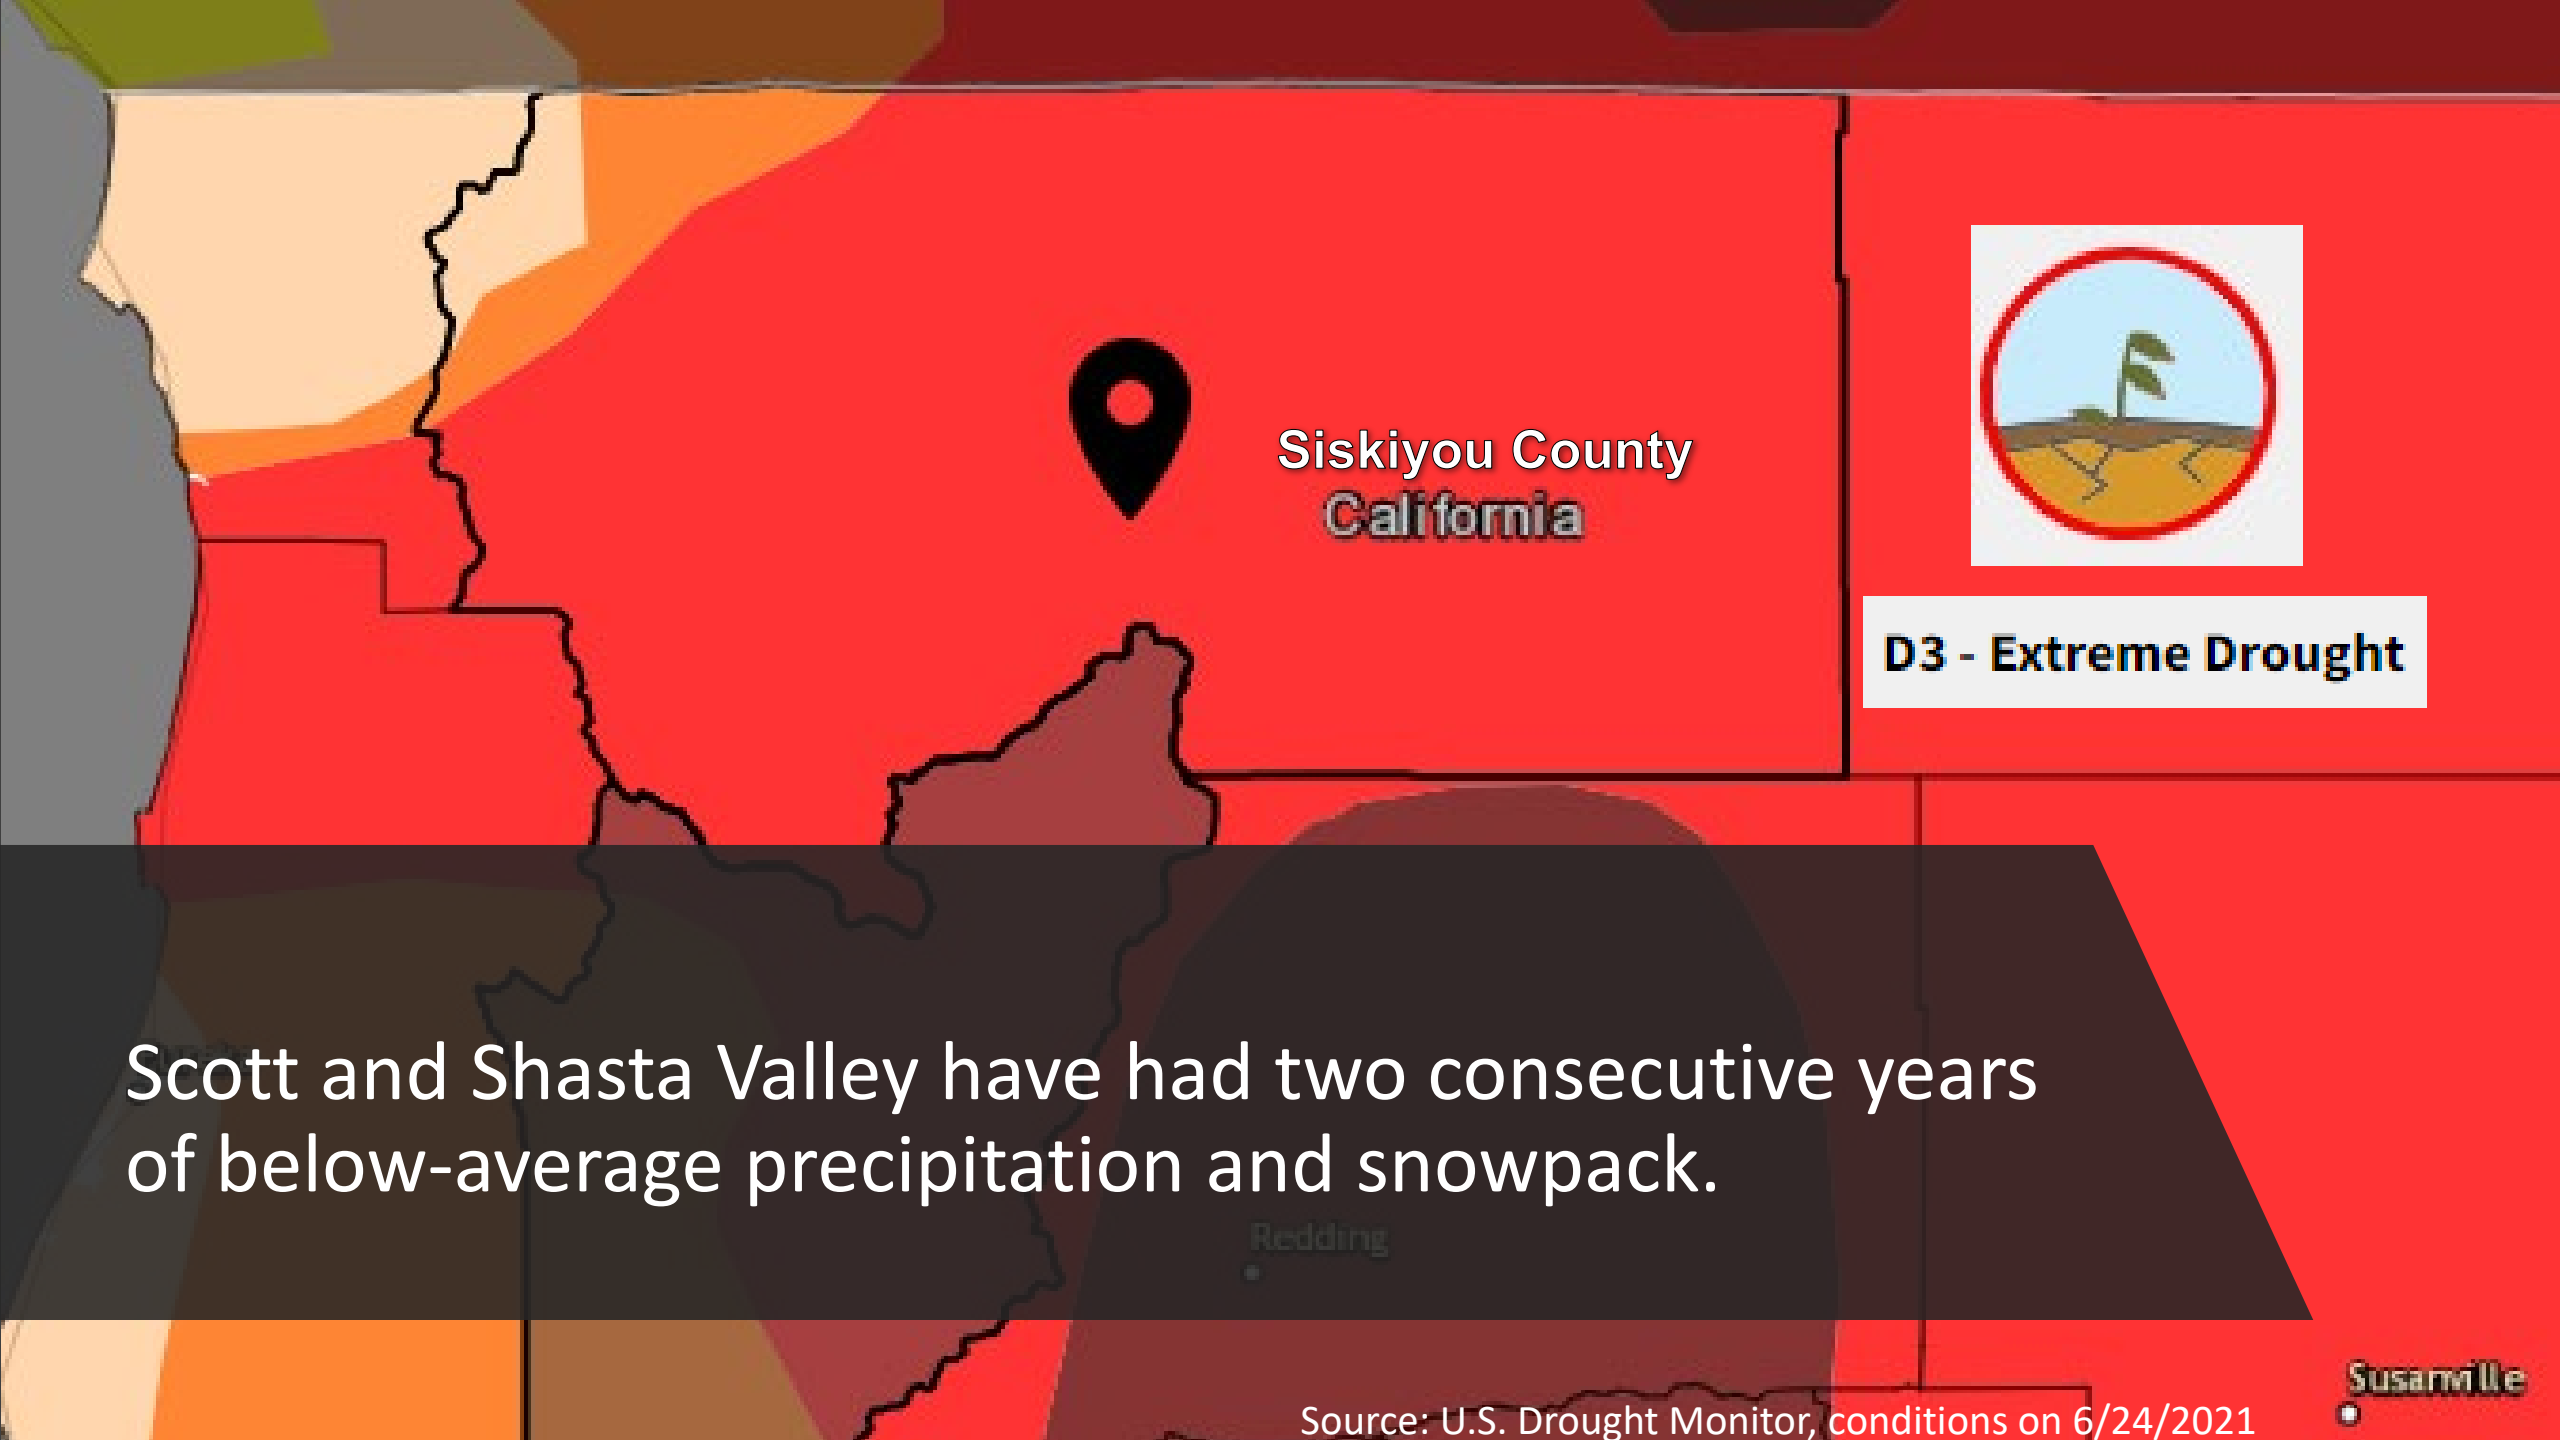 Siskiyou County
California
D3 - Extreme Drought
Scott and Shasta Valley have had two consecutive years
of below-average precipitation and snowpack.
Redding
Susanville
Source: U.S. Drought Monitor, conditions on 6/24/2021